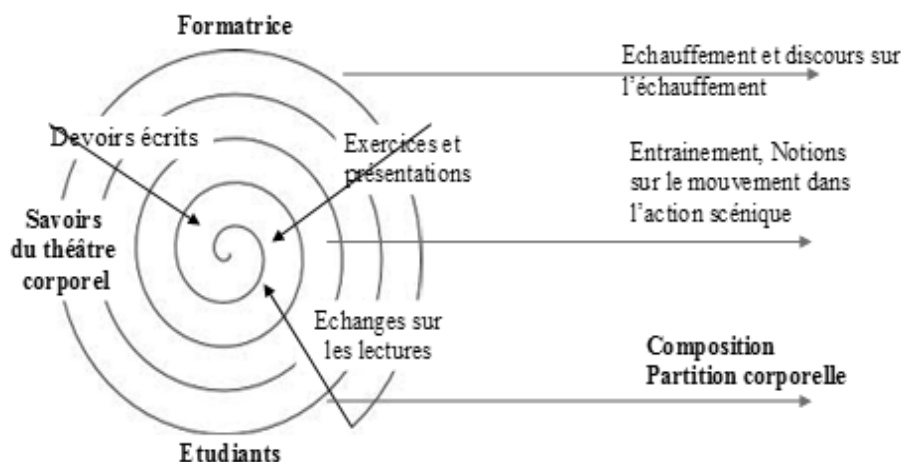 Formatrice
Echauffement et discours sur
l'échauffement
Devoirs écrits
Exercices et
présentations
Entrainement, Notions
sur le mouvement dans
l'action scénique
Savoirs
du théâtre
corporel
Echanges sur
les lectures
Composition
Partition corporelle
Etudiants